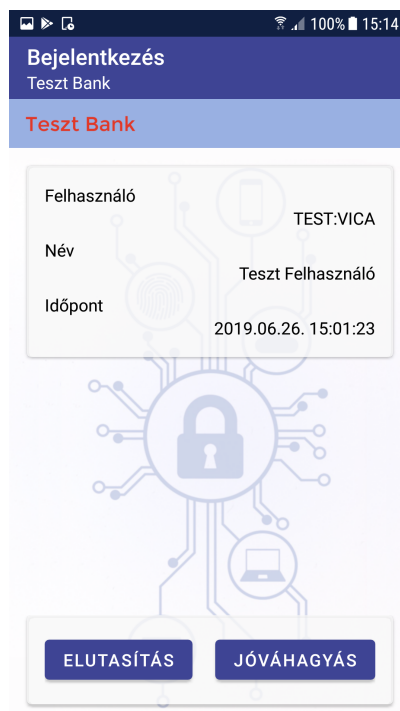 100% 15:14
Bejelentkezés
Teszt Bank
Teszt Bank
Felhasználó
TEST:VICA
Név
Teszt Felhasználó
Időpont
2019.06.26. 15:01:23
ELUTASÍTÁS JÓVÁHAGYÁS